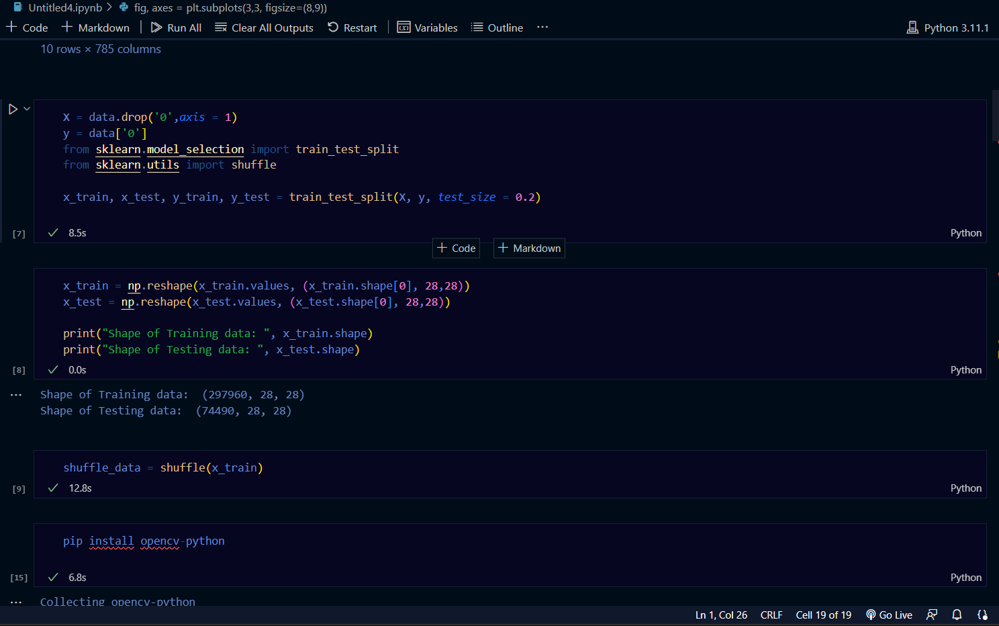 Untitled4.ipynb > fig, axes = plt.subplots(3,3, figsize=(8,9))
+ Code + Markdown | Run All Clear All Outputs Restart | Variables Outline ... Python 3.11.1
10 rows × 785 columns
X = data.drop('0',axis = 1)
y = data['0']
from sklearn.model_selection import train_test_split
from sklearn.utils import shuffle
x_train, x_test, y_train, y_test = train_test_split(X, y, test_size = 0.2)
[7] ✓ 8.5s Python
+ Code + Markdown
x_train = np.reshape(x_train.values, (x_train.shape[0], 28,28))
x_test = np.reshape(x_test.values, (x_test.shape[0], 28,28))
print("Shape of Training data: ", x_train.shape)
print("Shape of Testing data: ", x_test.shape)
[8] ✓ 0.0s Python
... Shape of Training data:  (297960, 28, 28)
Shape of Testing data:  (74490, 28, 28)
shuffle_data = shuffle(x_train)
[9] ✓ 12.8s Python
pip install opencv-python
[15] ✓ 6.8s Python
... Collecting opencv-python
Ln 1, Col 26 CRLF Cell 19 of 19 Go Live